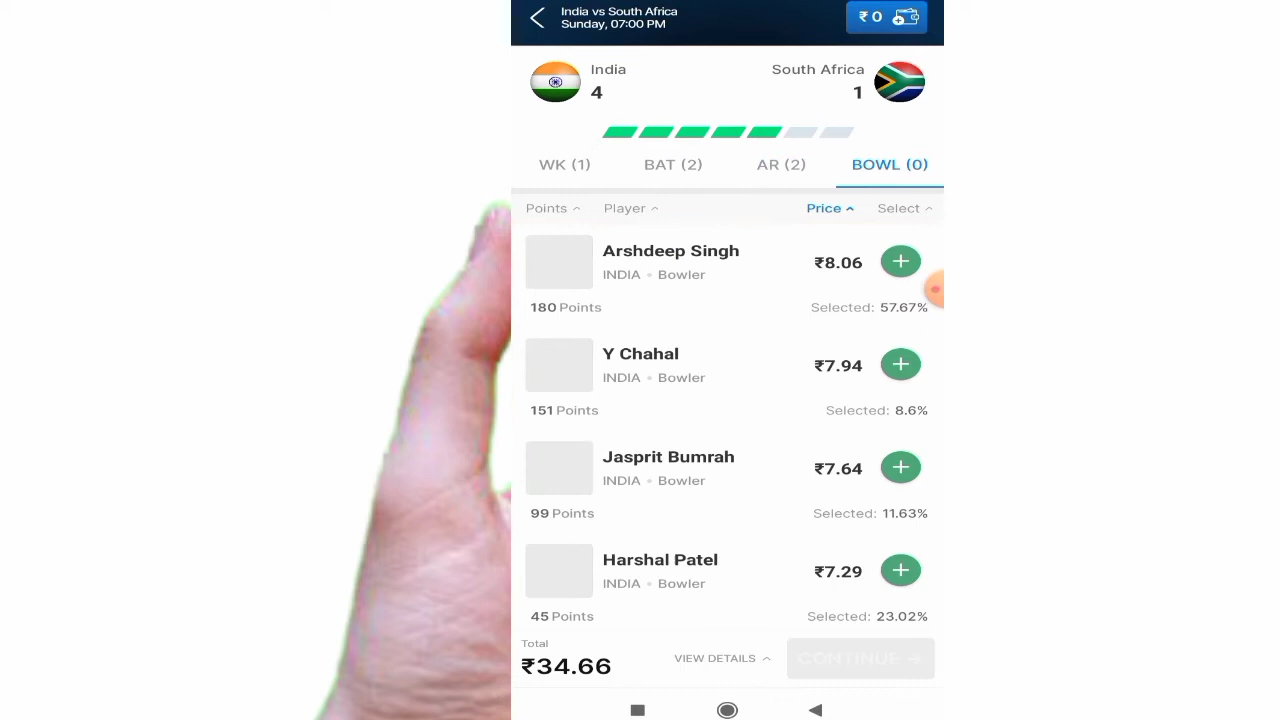 India vs South Africa
Sunday, 07:00 PM
₹ 0
India
South Africa
4
1
WK (1)
BAT (2)
AR (2)
BOWL (0)
Points
Player
Price
Select
Arshdeep Singh
INDIA • Bowler
₹8.06
180 Points
Selected: 57.67%
Y Chahal
INDIA • Bowler
₹7.94
151 Points
Selected: 8.6%
Jasprit Bumrah
INDIA • Bowler
₹7.64
99 Points
Selected: 11.63%
Harshal Patel
INDIA • Bowler
₹7.29
45 Points
Selected: 23.02%
Total
₹34.66
VIEW DETAILS
CONTINUE →